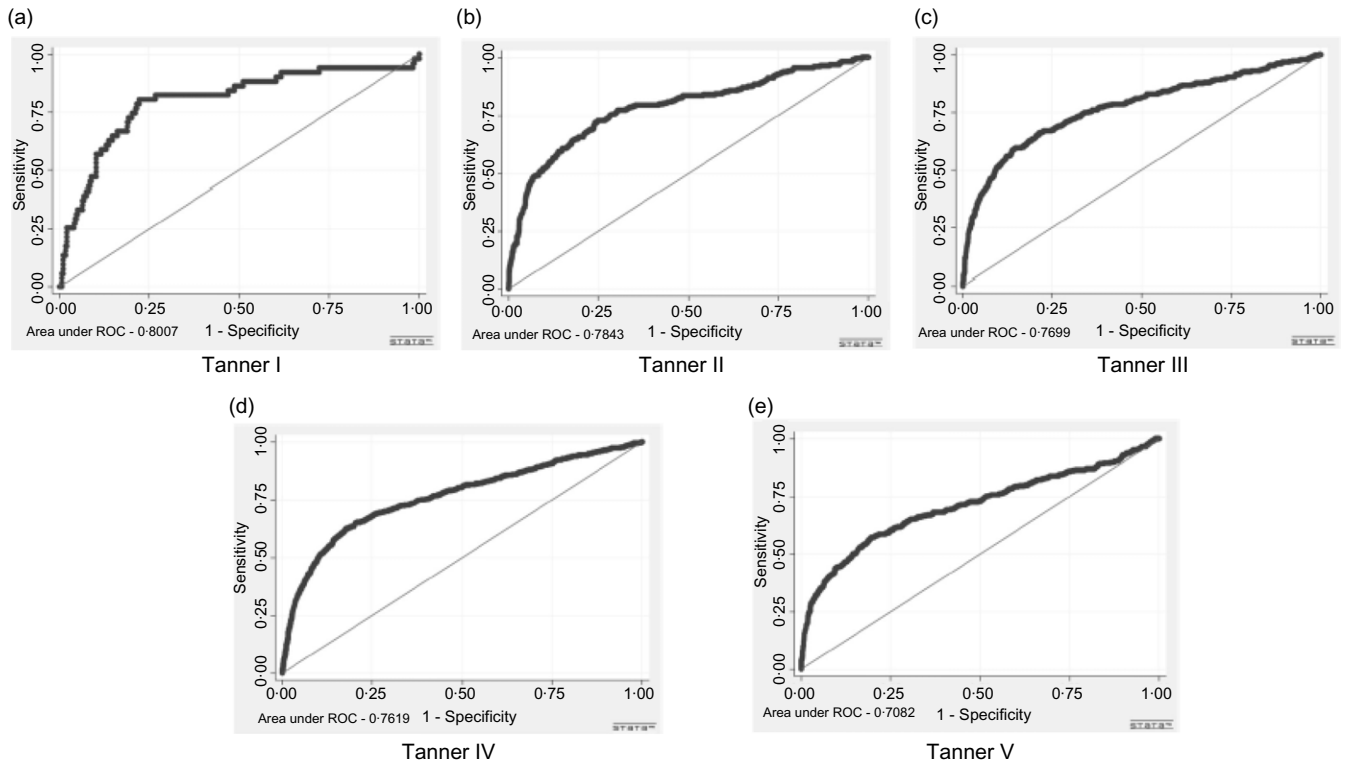 (a)
1·00
0·75
Sensitivity
0·50
0·25
0·00
0·00 0·25 0·50 0·75 1·00
Area under ROC - 0·8007 1 - Specificity
stata
Tanner I
(b)
1·00
0·75
Sensitivity
0·50
0·25
0·00
0·00 0·25 0·50 0·75 1·00
Area under ROC - 0·7843 1 - Specificity
stata
Tanner II
(c)
1·00
0·75
Sensitivity
0·50
0·25
0·00
0·00 0·25 0·50 0·75 1·00
Area under ROC - 0·7699 1 - Specificity
stata
Tanner III
(d)
1·00
0·75
Sensitivity
0·50
0·25
0·00
0·00 0·25 0·50 0·75 1·00
Area under ROC - 0·7619 1 - Specificity
stata
Tanner IV
(e)
1·00
0·75
Sensitivity
0·50
0·25
0·00
0·00 0·25 0·50 0·75 1·00
Area under ROC - 0·7082 1 - Specificity
stata
Tanner V